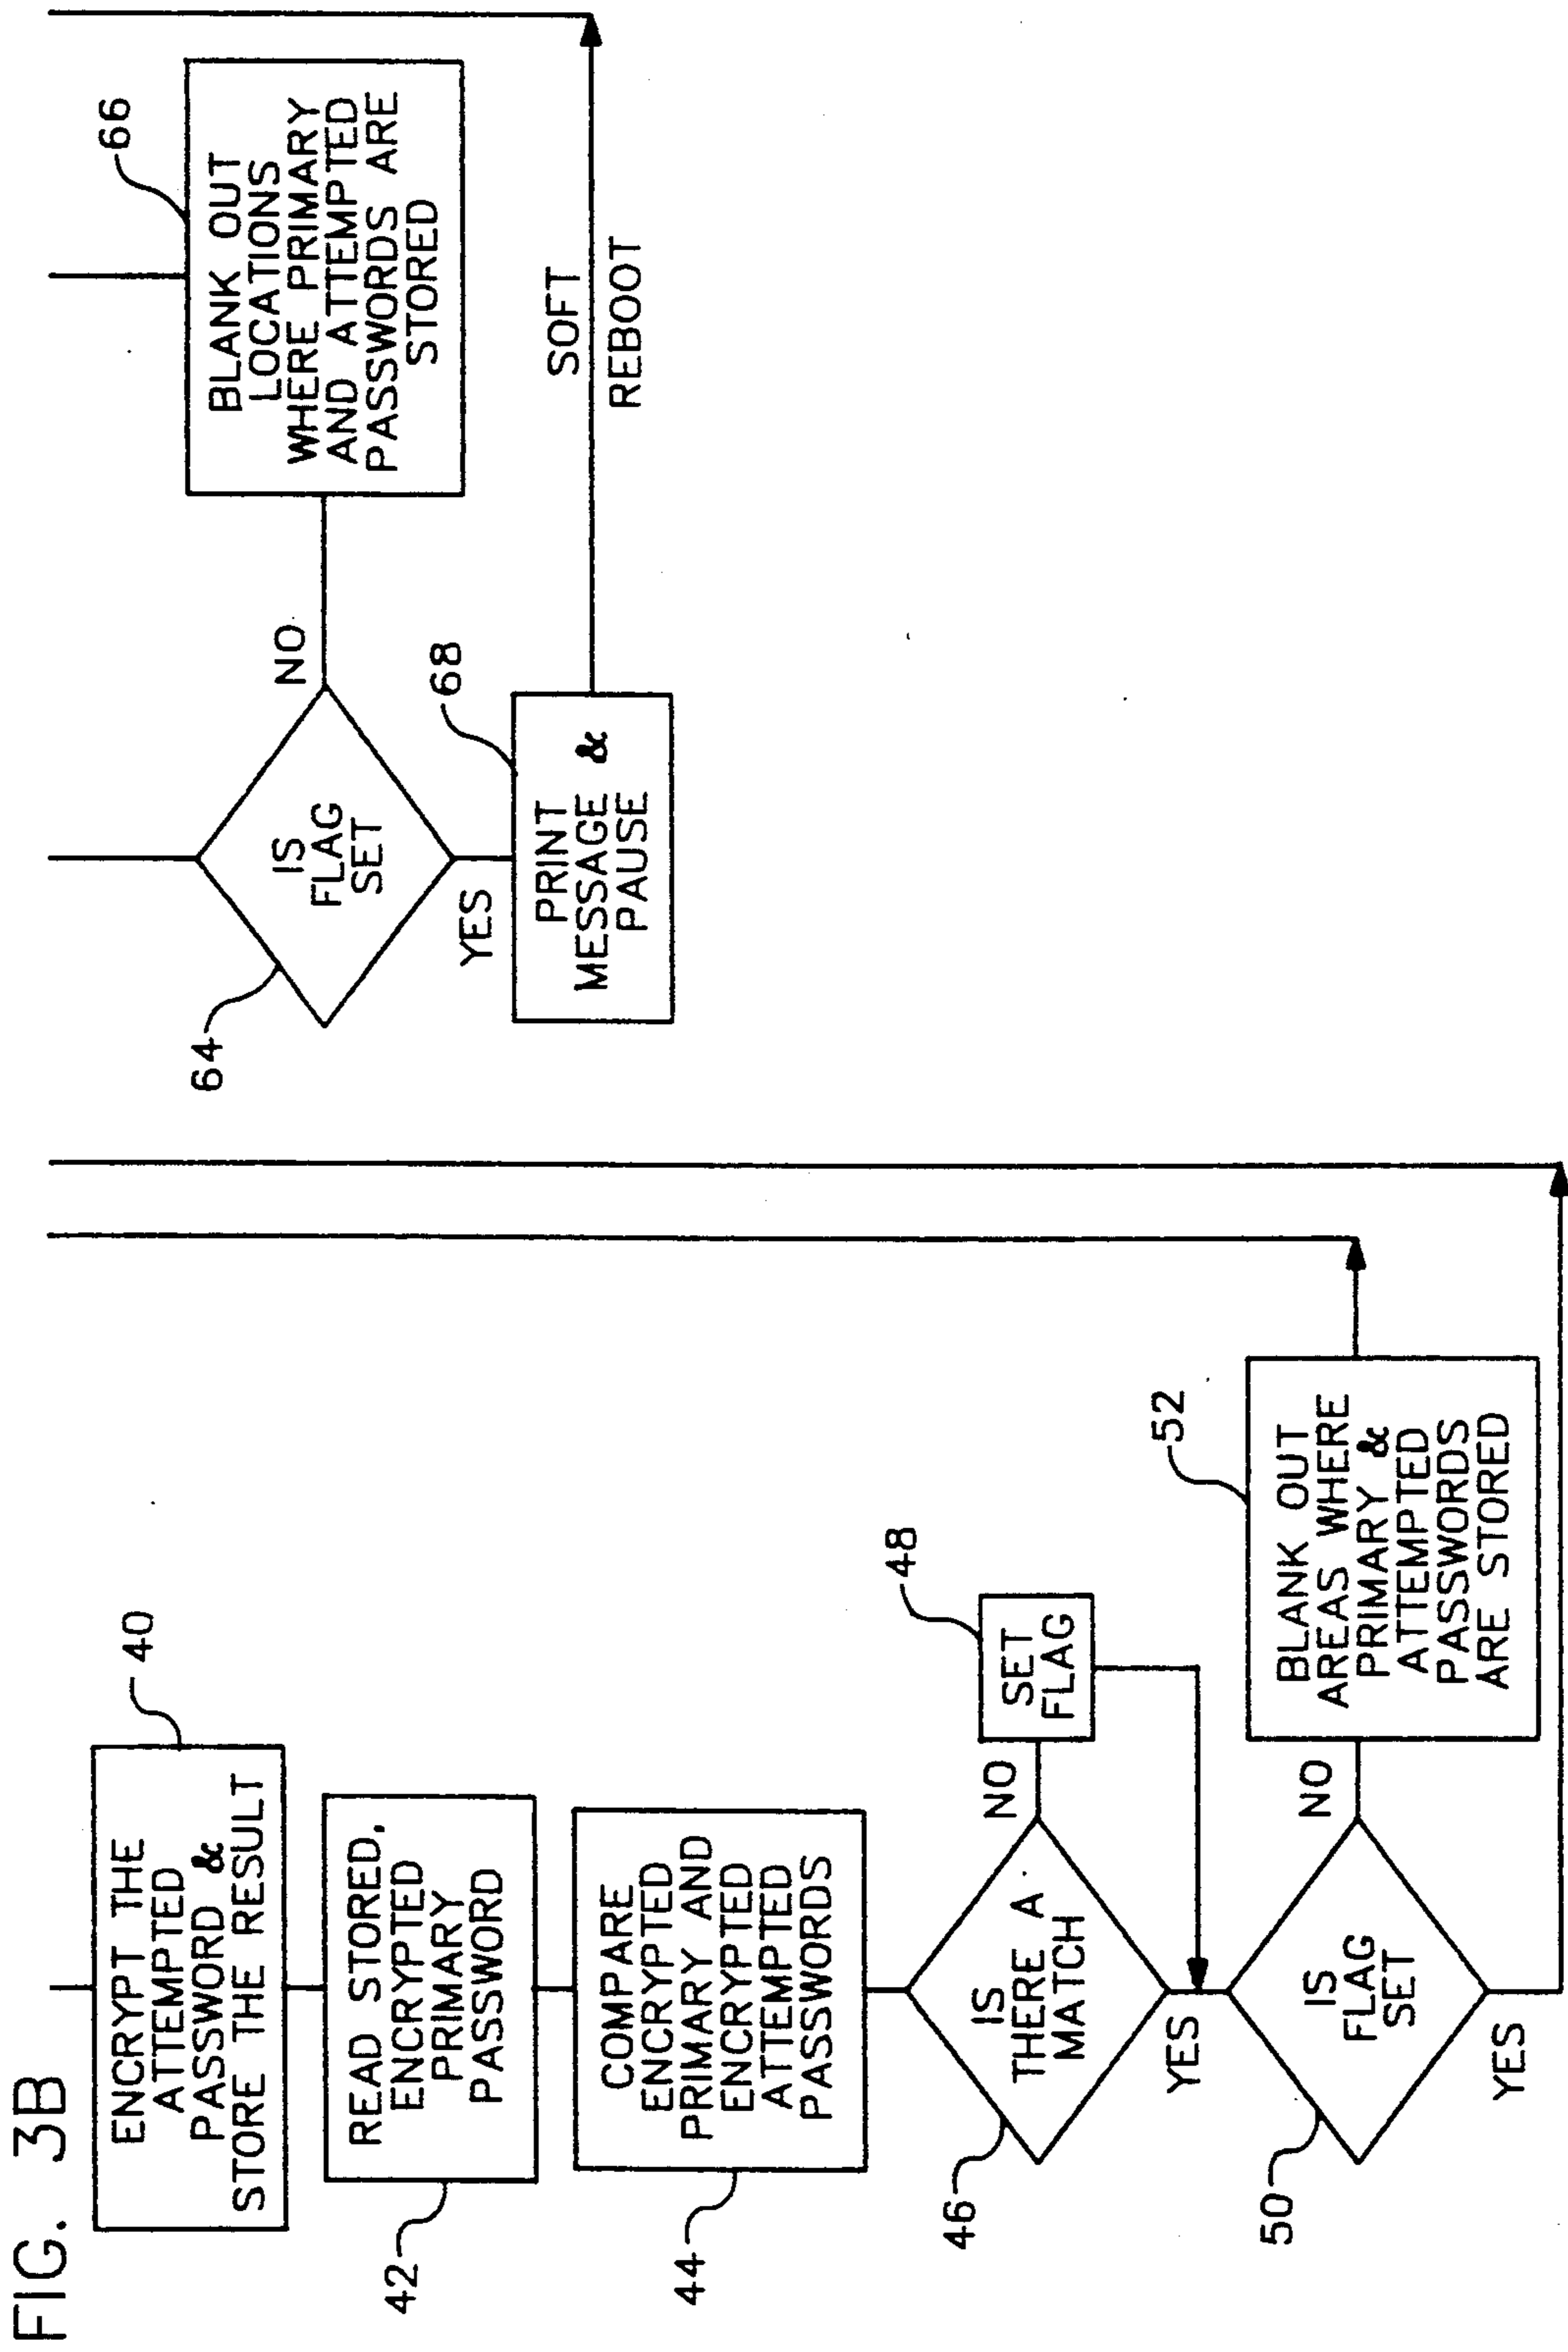 FIG. 3B
40
ENCRYPT THE
ATTEMPTED
PASSWORD &
STORE THE RESULT
42
READ STORED,
ENCRYPTED
PRIMARY
PASSWORD
44
COMPARE
ENCRYPTED
PRIMARY AND
ENCRYPTED
ATTEMPTED
PASSWORDS
46
IS
THERE A
MATCH
NO
48
SET
FLAG
YES
50
IS
FLAG
SET
NO
52
BLANK OUT
AREAS WHERE
PRIMARY &
ATTEMPTED
PASSWORDS
ARE STORED
YES
64
IS
FLAG
SET
NO
66
BLANK OUT
LOCATIONS
WHERE PRIMARY
AND ATTEMPTED
PASSWORDS ARE
STORED
YES
68
PRINT
MESSAGE &
PAUSE
SOFT
REBOOT